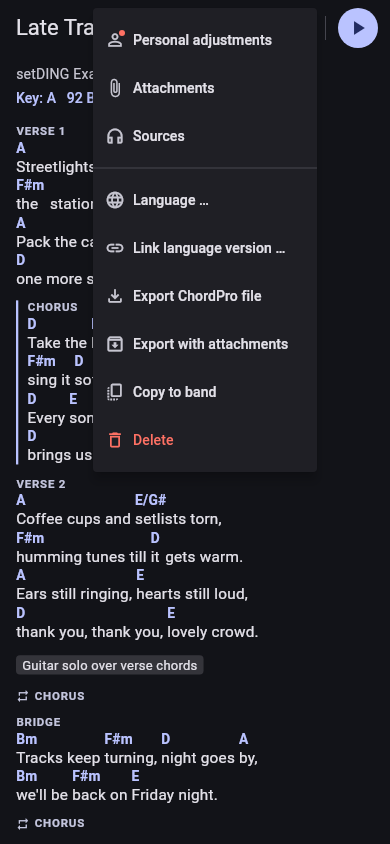 Late Tra
Personal adjustments
setDING Exa
Attachments
Key: A 92 B
VERSE 1
Sources
A
Streetlights
F#m
the station
Language …
A
Pack the ca
Link language version …
D
one more s
Export ChordPro file
CHORUS
D
Take the
Export with attachments
F#m D
sing it so
Copy to band
D E
Every son
D
Delete
brings us
VERSE 2
A E/G#
Coffee cups and setlists torn,
F#m D
humming tunes till it gets warm.
A E
Ears still ringing, hearts still loud,
D E
thank you, thank you, lovely crowd.
Guitar solo over verse chords
CHORUS
BRIDGE
Bm F#m D A
Tracks keep turning, night goes by,
Bm F#m E
we'll be back on Friday night.
CHORUS